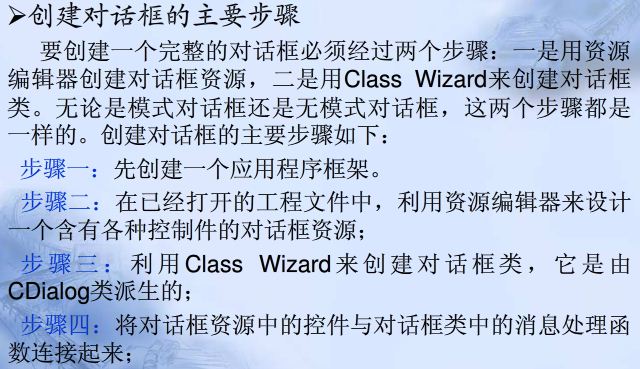 ➢创建对话框的主要步骤
要创建一个完整的对话框必须经过两个步骤：一是用资源
编辑器创建对话框资源，二是用Class Wizard来创建对话框
类。无论是模式对话框还是无模式对话框，这两个步骤都是
一样的。创建对话框的主要步骤如下：
步骤一：先创建一个应用程序框架。
步骤二：在已经打开的工程文件中，利用资源编辑器来设计
一个含有各种控制件的对话框资源；
步骤三：利用Class Wizard来创建对话框类，它是由
CDialog类派生的；
步骤四：将对话框资源中的控件与对话框类中的消息处理函
数连接起来；